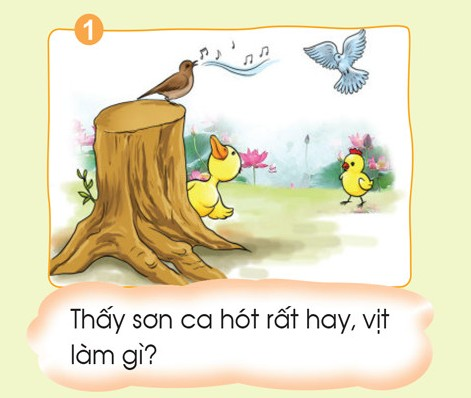 1
Thấy sơn ca hót rất hay, vịt
làm gì?